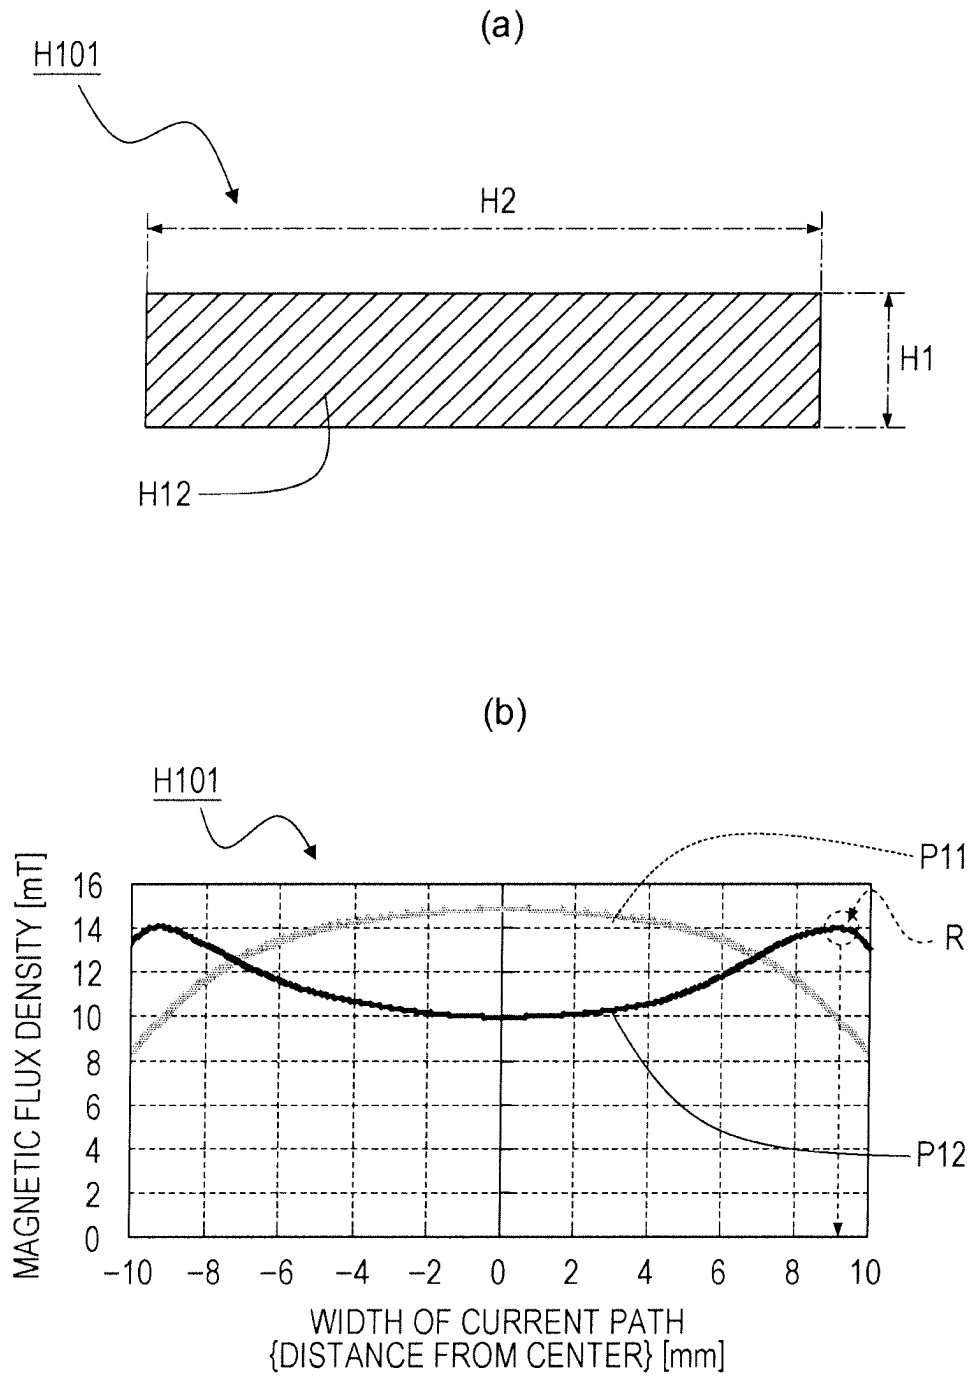 (a)
H101
H2
H1
H12
(b)
H101
P11
R
P12
MAGNETIC FLUX DENSITY [mT]
16
14
12
10
8
6
4
2
0
−10 −8 −6 −4 −2 0 2 4 6 8 10
WIDTH OF CURRENT PATH
{DISTANCE FROM CENTER} [mm]